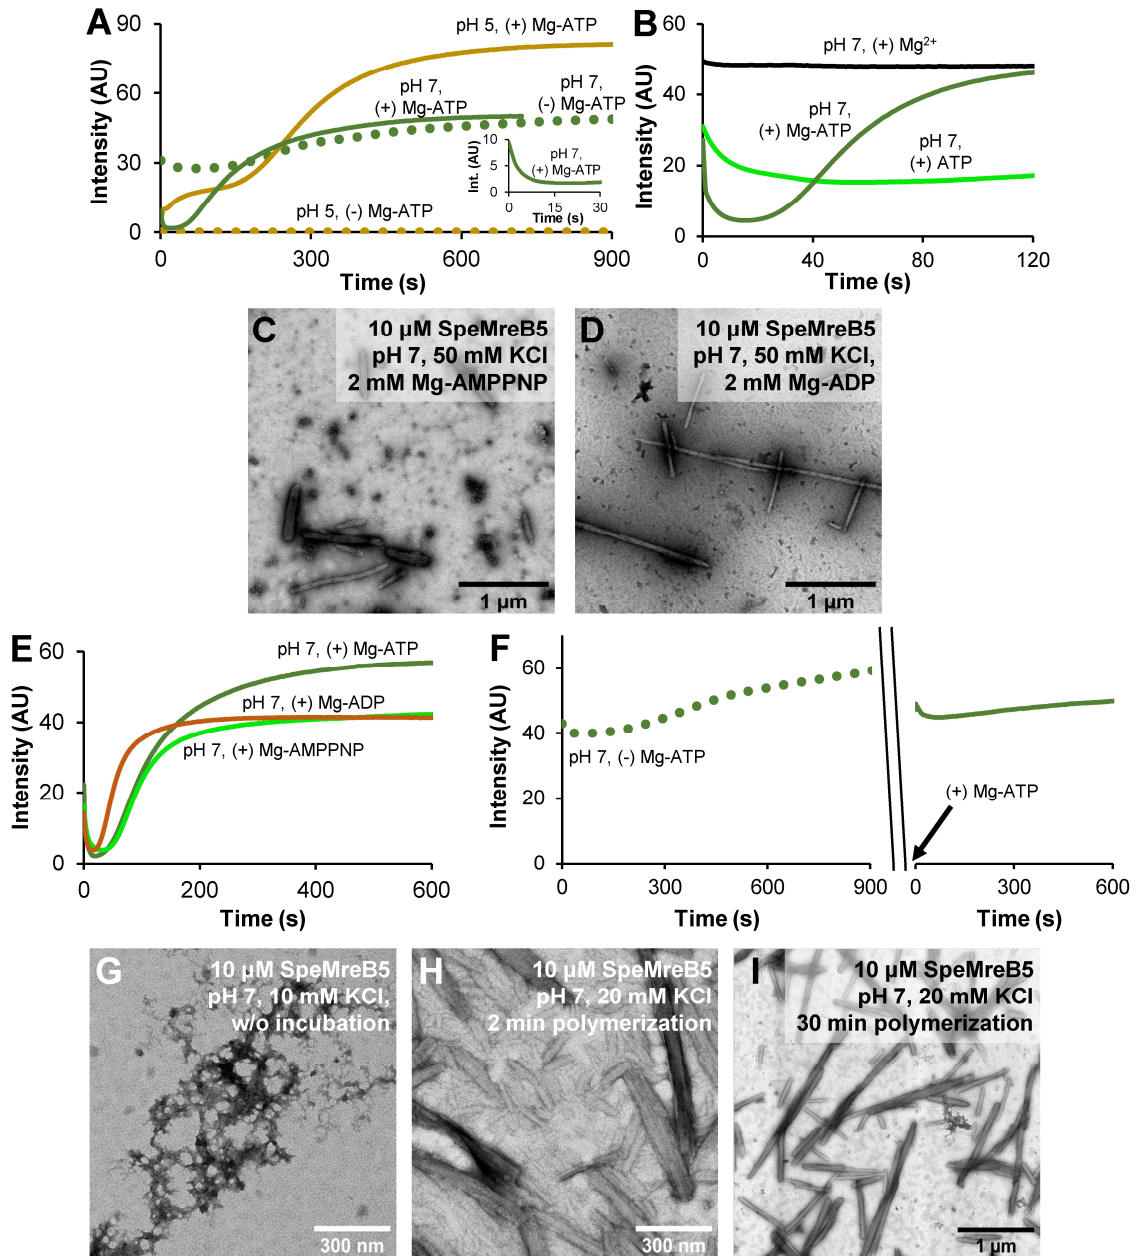 A
Intensity (AU)
90
60
30
0
pH 5, (+) Mg-ATP
pH 7,
(+) Mg-ATP
pH 7,
(-) Mg-ATP
pH 5, (-) Mg-ATP
Int. (AU)
10
5
0
pH 7,
(+) Mg-ATP
0 15 30
Time (s)
0 300 600 900
Time (s)
B
Intensity (AU)
60
40
20
0
pH 7, (+) Mg²⁺
pH 7,
(+) Mg-ATP
pH 7,
(+) ATP
0 40 80 120
Time (s)
C
10 µM SpeMreB5
pH 7, 50 mM KCl
2 mM Mg-AMPPNP
1 µm
D
10 µM SpeMreB5
pH 7, 50 mM KCl,
2 mM Mg-ADP
1 µm
E
Intensity (AU)
60
40
20
0
pH 7, (+) Mg-ATP
pH 7, (+) Mg-ADP
pH 7, (+) Mg-AMPPNP
0 200 400 600
Time (s)
F
Intensity (AU)
60
40
20
0
pH 7, (-) Mg-ATP
(+) Mg-ATP
0 300 600 900
Time (s)
0 300 600
Time (s)
G
10 µM SpeMreB5
pH 7, 10 mM KCl,
w/o incubation
300 nm
H
10 µM SpeMreB5
pH 7, 20 mM KCl
2 min polymerization
300 nm
I
10 µM SpeMreB5
pH 7, 20 mM KCl
30 min polymerization
1 µm